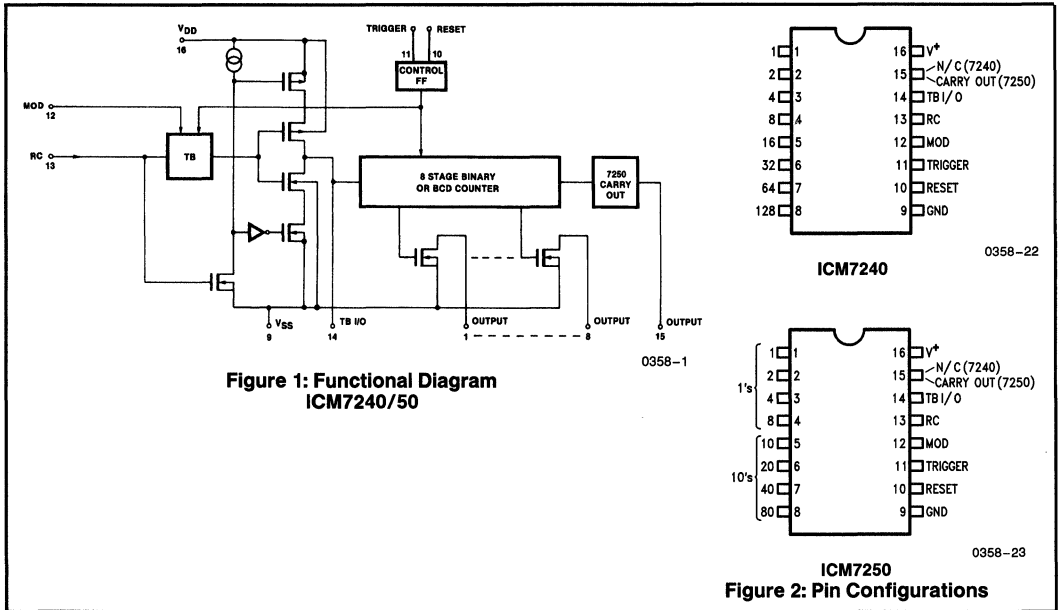 VDD
16
TRIGGER
RESET
11
10
CONTROL
FF
MOD
12
RC
13
TB
8 STAGE BINARY
OR BCD COUNTER
7250
CARRY
OUT
VSS
9
TB I/O
14
OUTPUT
1
OUTPUT
8
OUTPUT
15
0358-1
Figure 1: Functional Diagram
ICM7240/50
1 1 16 V+
2 2 15 N/C (7240)
CARRY OUT (7250)
4 3 14 TB I/O
8 4 13 RC
16 5 12 MOD
32 6 11 TRIGGER
64 7 10 RESET
128 8 9 GND
0358-22
ICM7240
1's
1 1 16 V+
2 2 15 N/C (7240)
CARRY OUT (7250)
4 3 14 TB I/O
8 4 13 RC
10's
10 5 12 MOD
20 6 11 TRIGGER
40 7 10 RESET
80 8 9 GND
0358-23
ICM7250
Figure 2: Pin Configurations